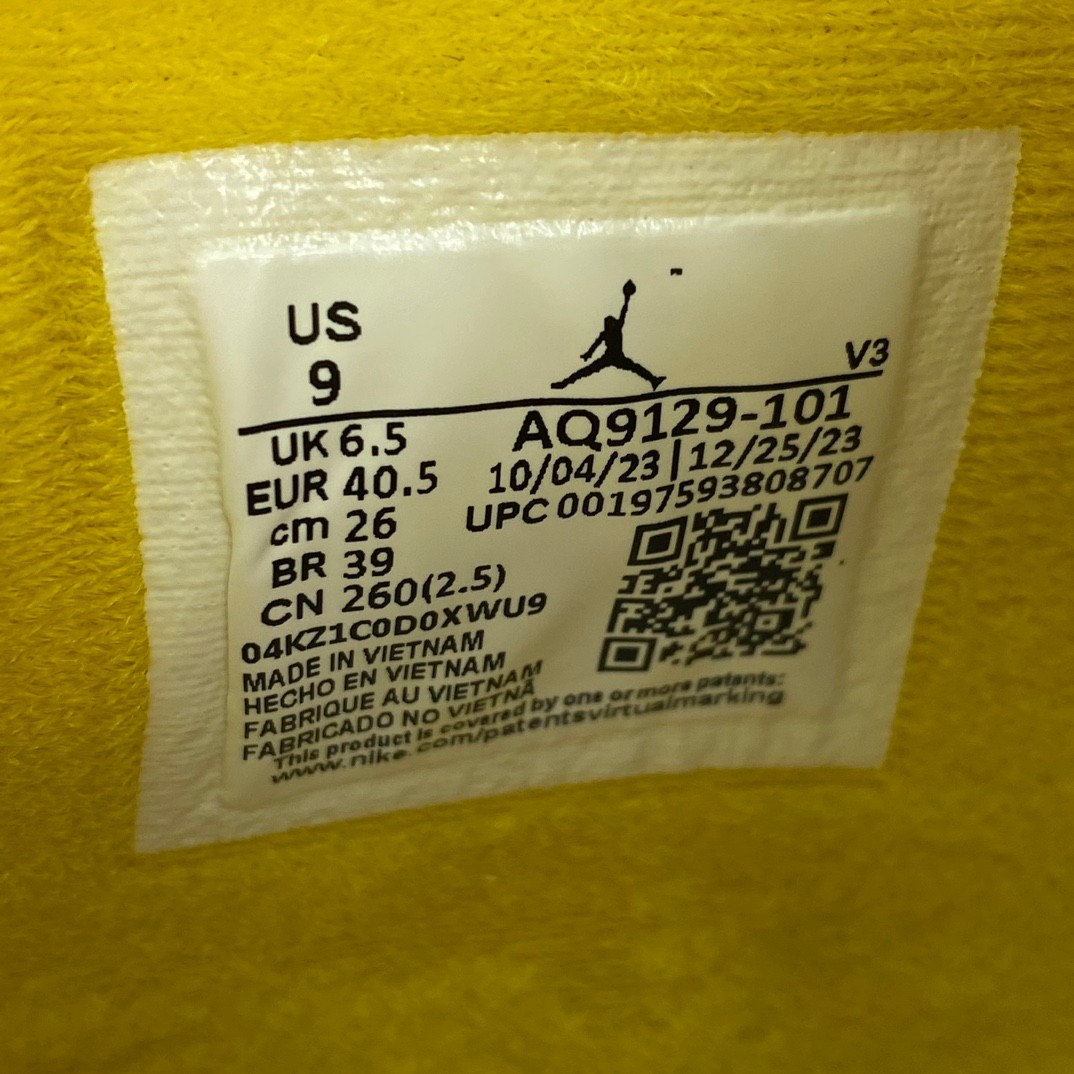 US
9
V3
UK 6.5
AQ9129-101
EUR 40.5
10/04/23|12/25/23
cm 26
UPC 00197593808707
BR 39
CN 260(2.5)
04KZ1C0D0XWU9
MADE IN VIETNAM
HECHO EN VIETNAM
FABRIQUE AU VIETNAM
FABRICADO NO VIETNÃ
This product is covered by one or more patents:
www.nike.com/patentsvirtualmarking